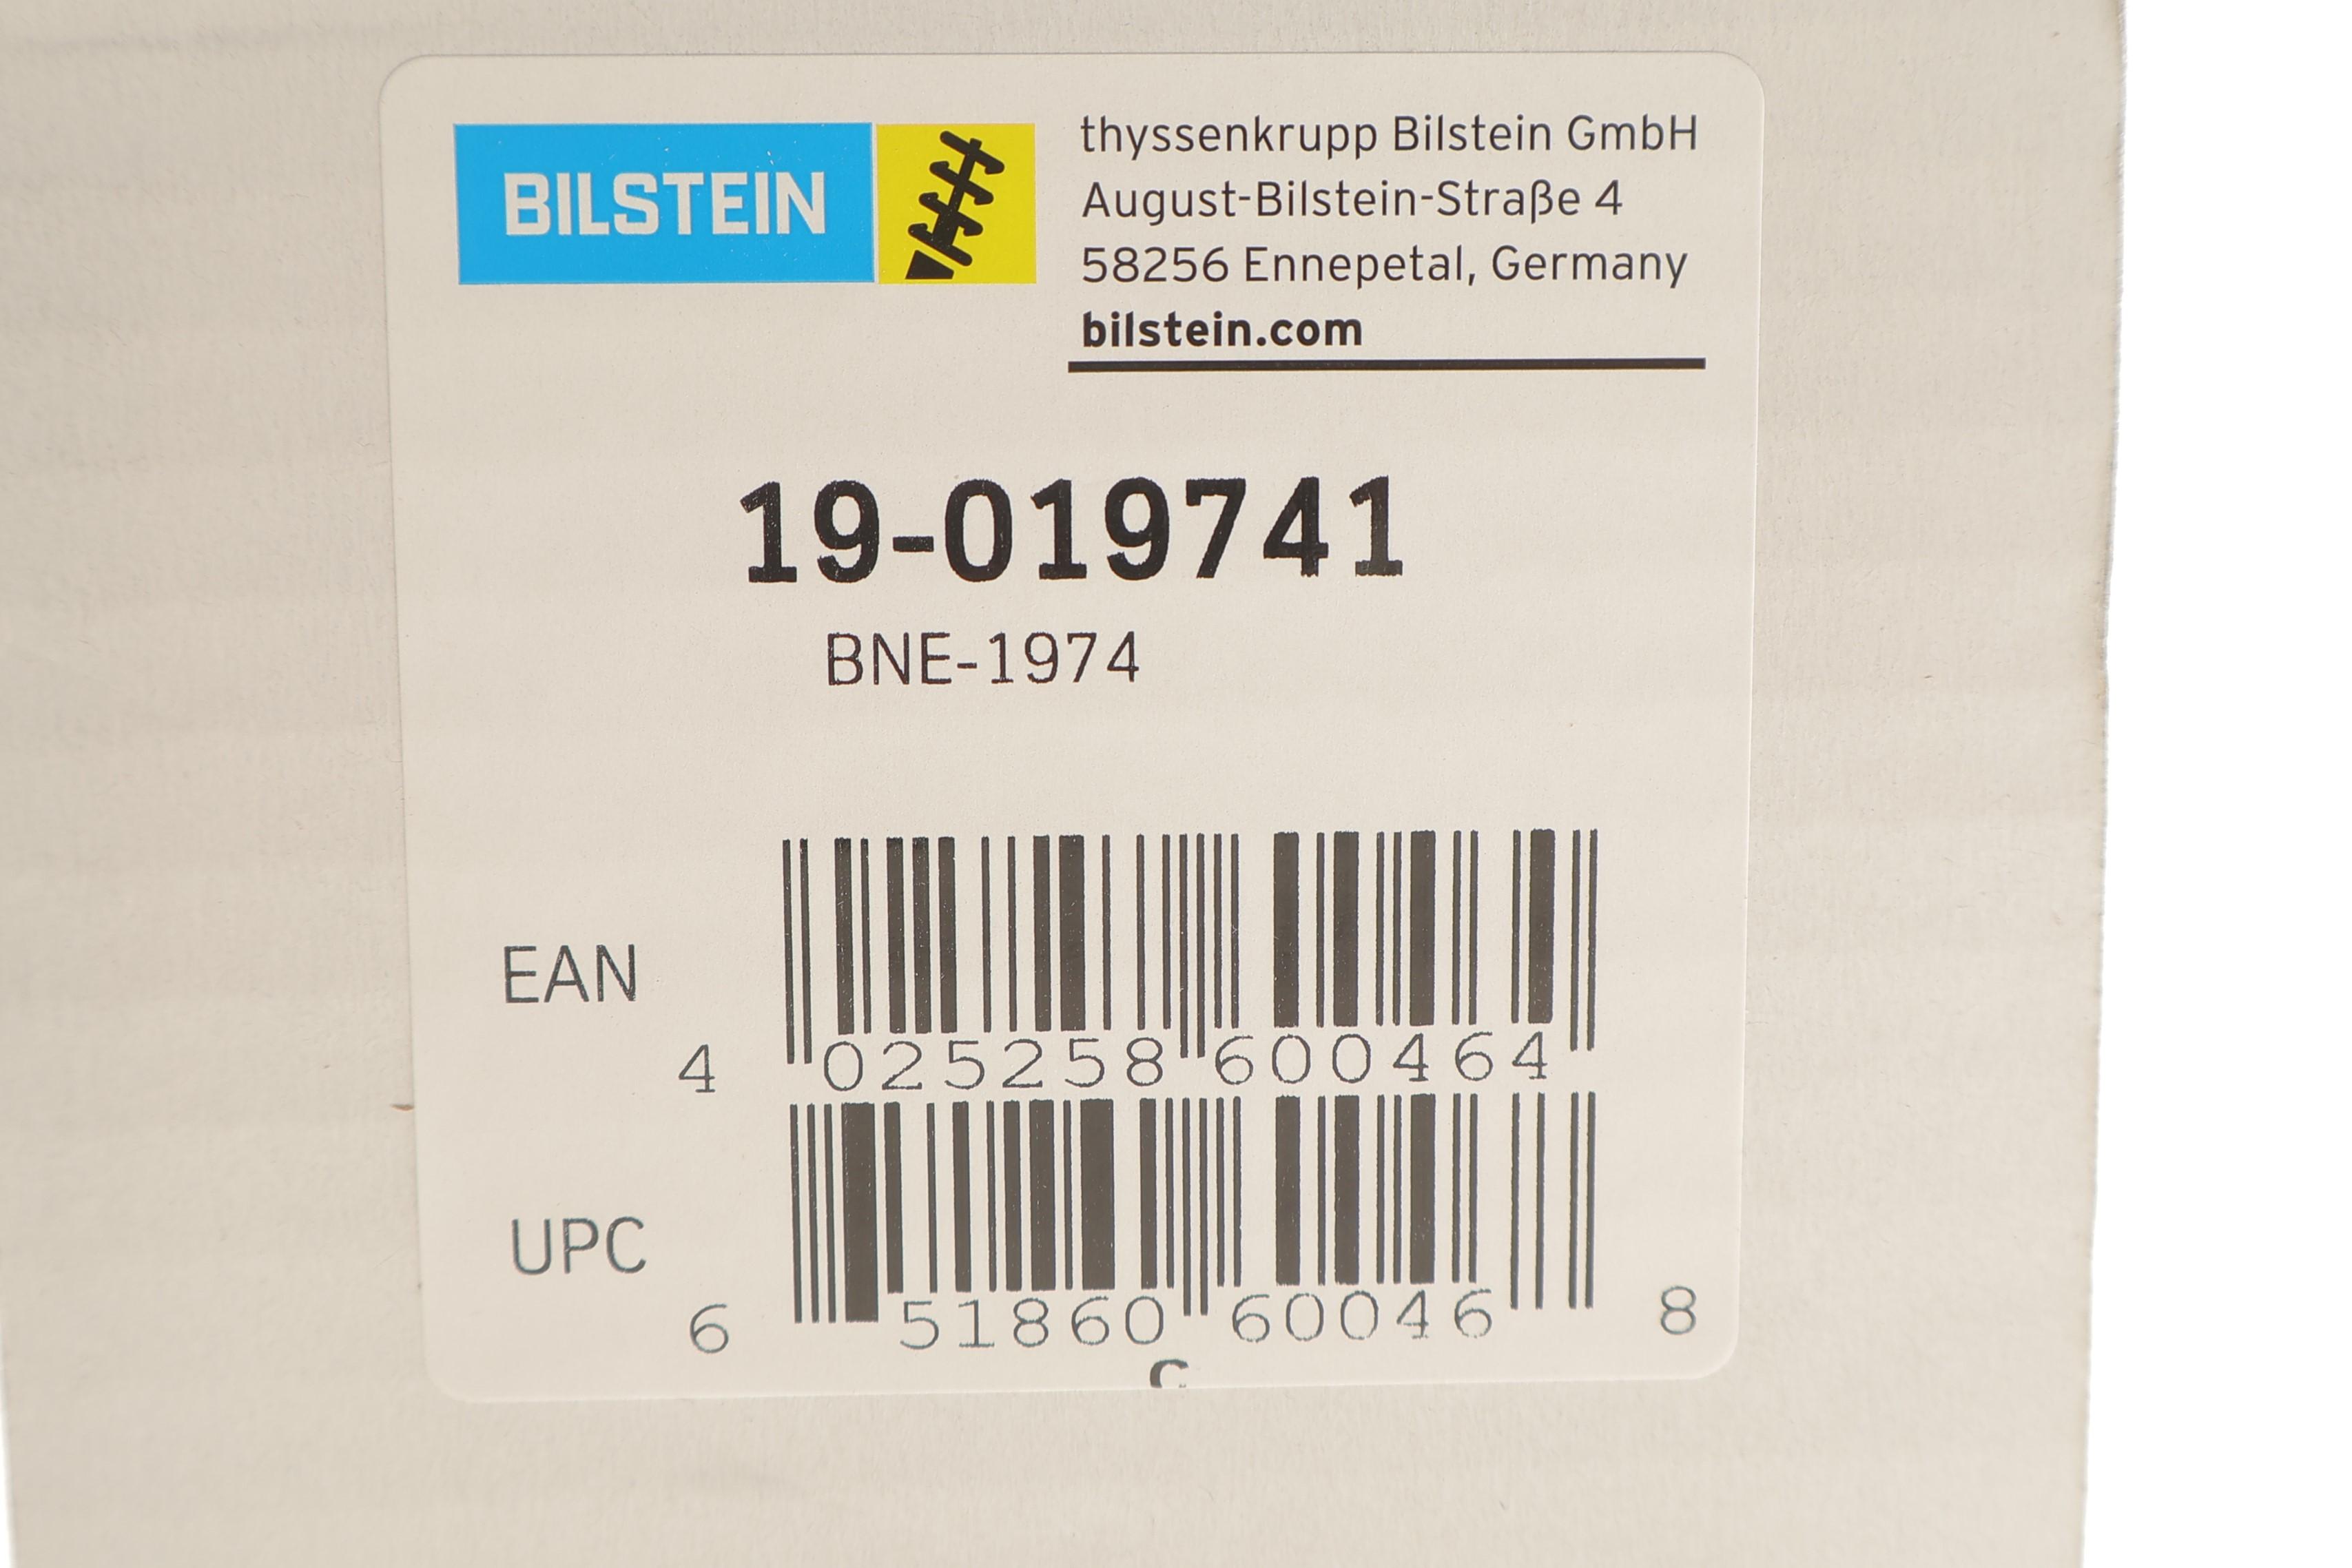 BILSTEIN
thyssenkrupp Bilstein GmbH
August-Bilstein-Straße 4
58256 Ennepetal, Germany
bilstein.com
19-019741
BNE-1974
EAN
4 025258 600464
UPC
6 51860 60046 8